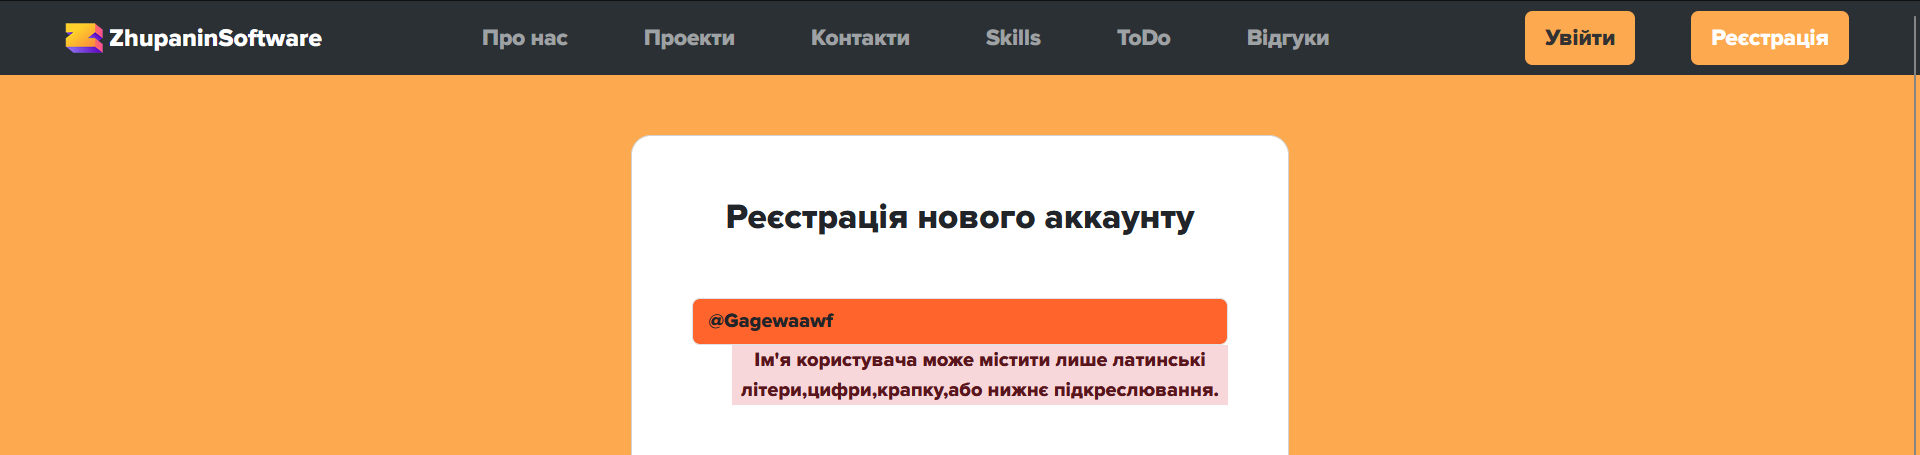 ZhupaninSoftware Про нас Проекти Контакти Skills ToDo Відгуки Увійти Реєстрація
Реєстрація нового аккаунту
@Gagewaawf
Ім'я користувача може містити лише латинські
літери,цифри,крапку,або нижнє підкреслювання.